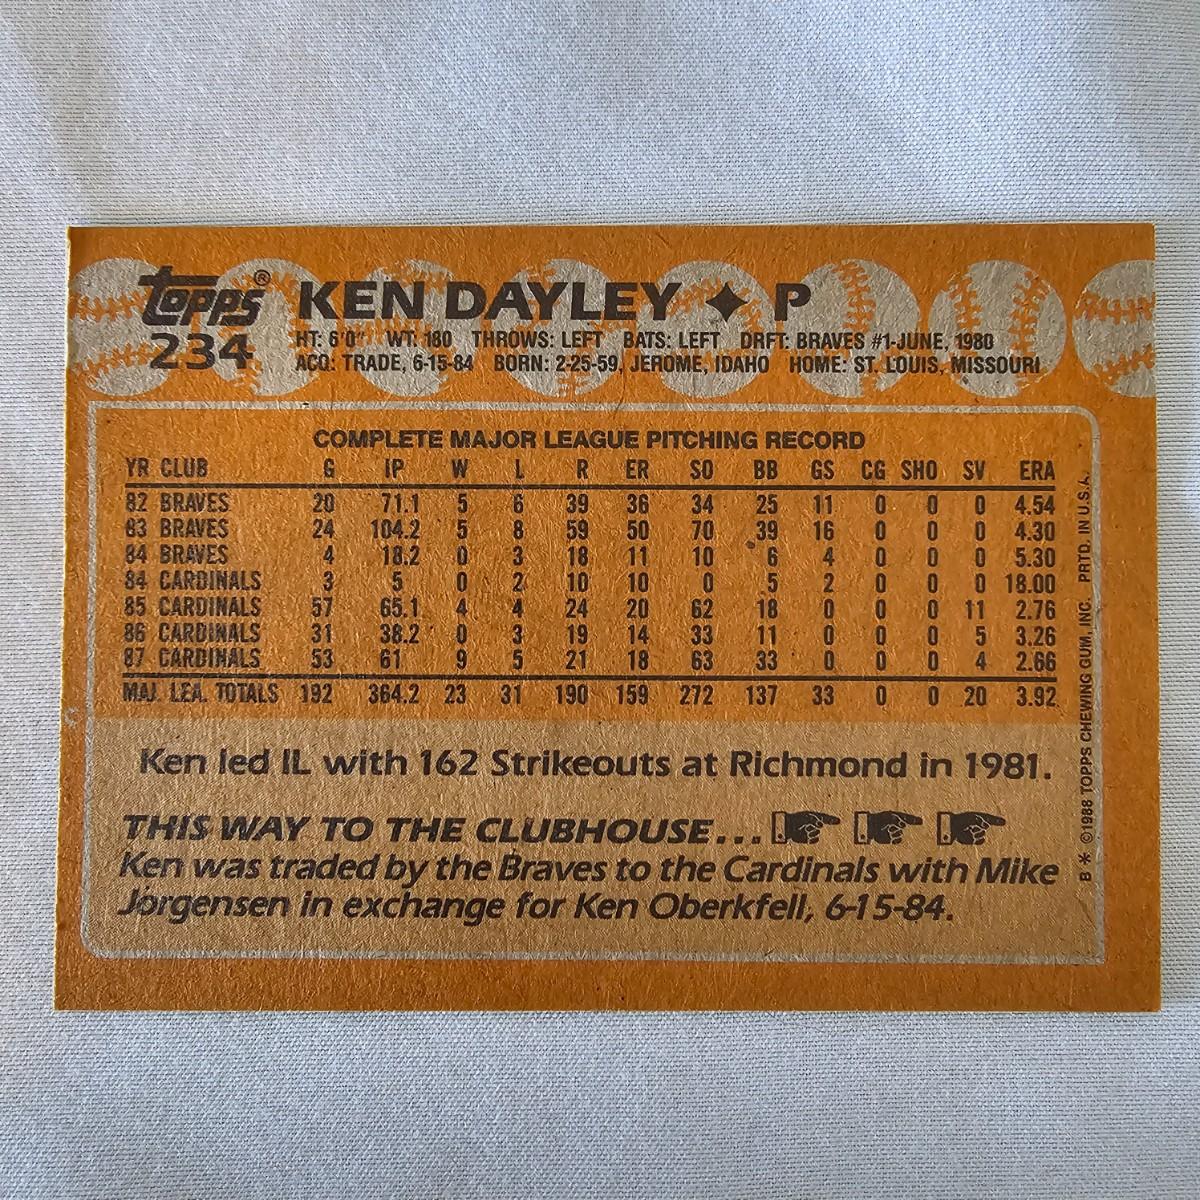 Topps®
234
KEN DAYLEY ✦ P
HT: 6'0" WT: 180 THROWS: LEFT BATS: LEFT DRFT: BRAVES #1-JUNE, 1980
ACQ: TRADE, 6-15-84 BORN: 2-25-59, JEROME, IDAHO HOME: ST. LOUIS, MISSOURI
COMPLETE MAJOR LEAGUE PITCHING RECORD
YR CLUB G IP W L R ER SO BB GS CG SHO SV ERA
82 BRAVES 20 71.1 5 6 39 36 34 25 11 0 0 0 4.54
83 BRAVES 24 104.2 5 8 59 50 70 39 16 0 0 0 4.30
84 BRAVES 4 18.2 0 3 18 11 10 6 4 0 0 0 5.30
84 CARDINALS 3 5 0 2 10 10 0 5 2 0 0 0 18.00
85 CARDINALS 57 65.1 4 4 24 20 62 18 0 0 0 11 2.76
86 CARDINALS 31 38.2 0 3 19 14 33 11 0 0 0 5 3.26
87 CARDINALS 53 61 9 5 21 18 63 33 0 0 0 4 2.66
MAJ. LEA. TOTALS 192 364.2 23 31 190 159 272 137 33 0 0 20 3.92
Ken led IL with 162 Strikeouts at Richmond in 1981.
THIS WAY TO THE CLUBHOUSE...
Ken was traded by the Braves to the Cardinals with Mike
Jorgensen in exchange for Ken Oberkfell, 6-15-84.
B * ©1988 TOPPS CHEWING GUM, INC. PRTD. IN U.S.A.